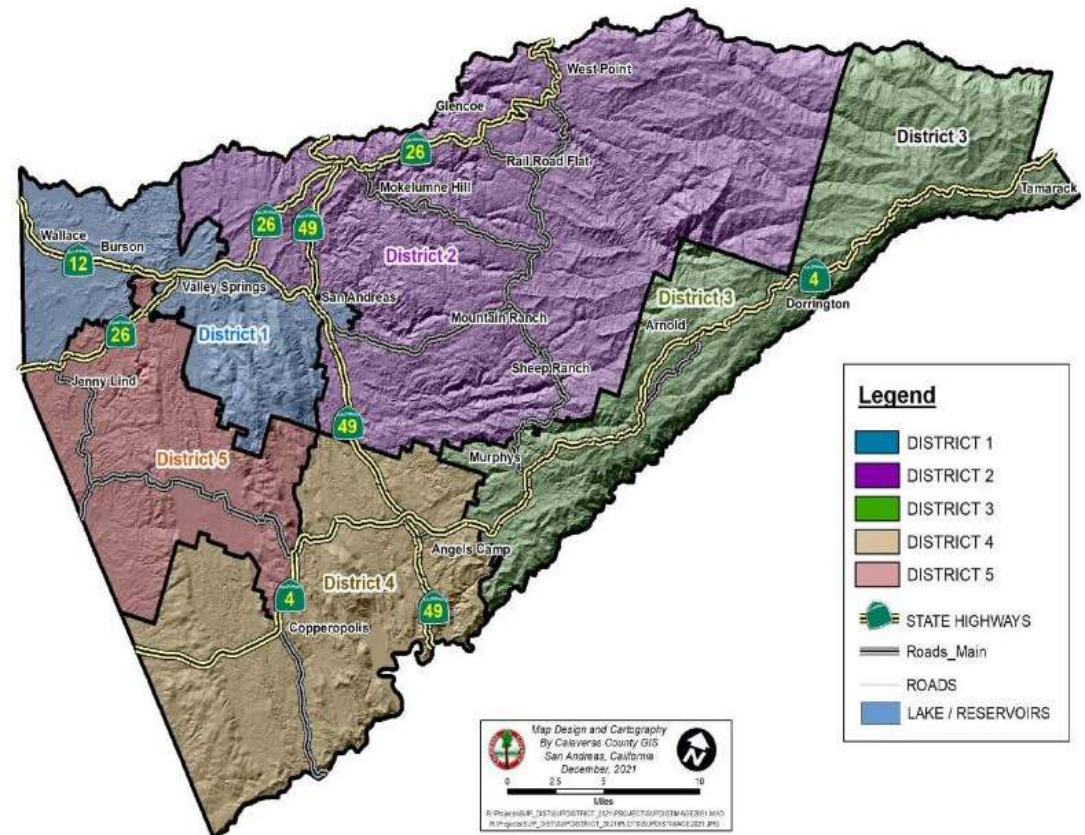 West Point
Glencoe
26
District 3
Rail Road Flat
Tamarack
Mokelumne Hill
26
49
Wallace
Burson
12
District 2
4
Valley Springs
San Andreas
District 3
Dorrington
26
District 1
Mountain Ranch
Arnold
Jenny Lind
Sheep Ranch
49
District 5
Murphys
Angels Camp
4
District 4
49
Copperopolis
Legend
DISTRICT 1
DISTRICT 2
DISTRICT 3
DISTRICT 4
DISTRICT 5
STATE HIGHWAYS
Roads_Main
ROADS
LAKE / RESERVOIRS
Map Design and Cartography
By Calaveras County GIS
San Andreas, California
December, 2021
N
0 2.5 5 10
Miles